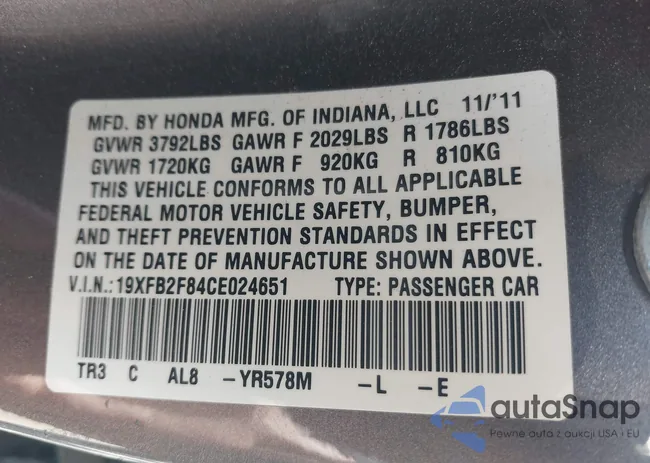 MFD. BY HONDA MFG. OF INDIANA, LLC 11/'11
GVWR 3792LBS GAWR F 2029LBS R 1786LBS
GVWR 1720KG GAWR F 920KG R 810KG
THIS VEHICLE CONFORMS TO ALL APPLICABLE
FEDERAL MOTOR VEHICLE SAFETY, BUMPER,
AND THEFT PREVENTION STANDARDS IN EFFECT
ON THE DATE OF MANUFACTURE SHOWN ABOVE.
V.I.N.:19XFB2F84CE024651 TYPE: PASSENGER CAR
TR3 C AL8 -YR578M -L -E
autaSnap
Pewne auta z aukcji USA i EU